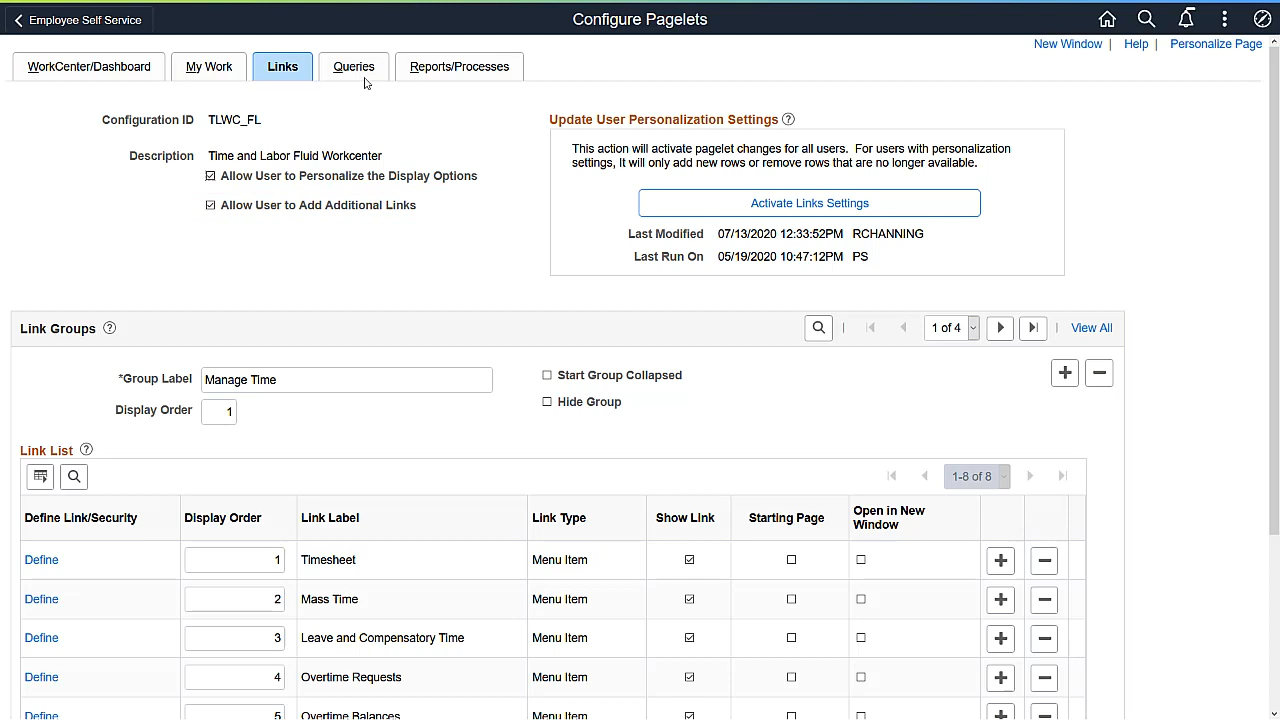 Employee Self Service
Configure Pagelets
New Window | Help | Personalize Page
WorkCenter/Dashboard
My Work
Links
Queries
Reports/Processes
Configuration ID TLWC_FL
Description Time and Labor Fluid Workcenter
Allow User to Personalize the Display Options
Allow User to Add Additional Links
Update User Personalization Settings ?
This action will activate pagelet changes for all users. For users with personalization
settings, It will only add new rows or remove rows that are no longer available.
Activate Links Settings
Last Modified 07/13/2020 12:33:52PM RCHANNING
Last Run On 05/19/2020 10:47:12PM PS
Link Groups ?
1 of 4
View All
*Group Label Manage Time
Start Group Collapsed
Display Order 1
Hide Group
Link List ?
1-8 of 8
Define Link/Security Display Order Link Label Link Type Show Link Starting Page Open in New
Window
Define 1 Timesheet Menu Item
Define 2 Mass Time Menu Item
Define 3 Leave and Compensatory Time Menu Item
Define 4 Overtime Requests Menu Item
Define 5 Overtime Balances Menu Item